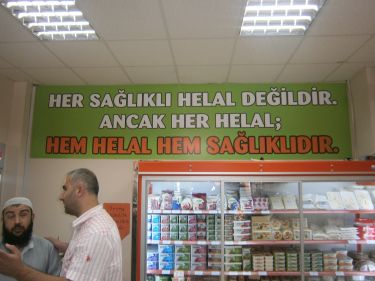 HER SAĞLIKLI HELAL DEĞİLDİR.
ANCAK HER HELAL;
HEM HELAL HEM SAĞLIKLIDIR.